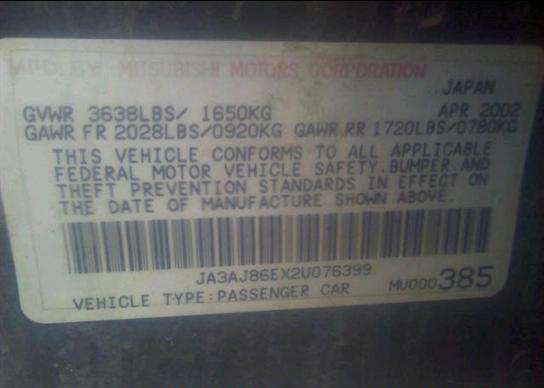 MFD. BY MITSUBISHI MOTORS CORPORATION
JAPAN
GVWR 3638LBS/ 1650KG APR 2002
GAWR FR 2028LBS/0920KG GAWR RR 1720LBS/0780KG
THIS VEHICLE CONFORMS TO ALL APPLICABLE
FEDERAL MOTOR VEHICLE SAFETY.BUMPER.AND
THEFT PREVENTION STANDARDS IN EFFECT ON
THE DATE OF MANUFACTURE SHOWN ABOVE.
JA3AJ86EX2U076399
VEHICLE TYPE:PASSENGER CAR MU000385